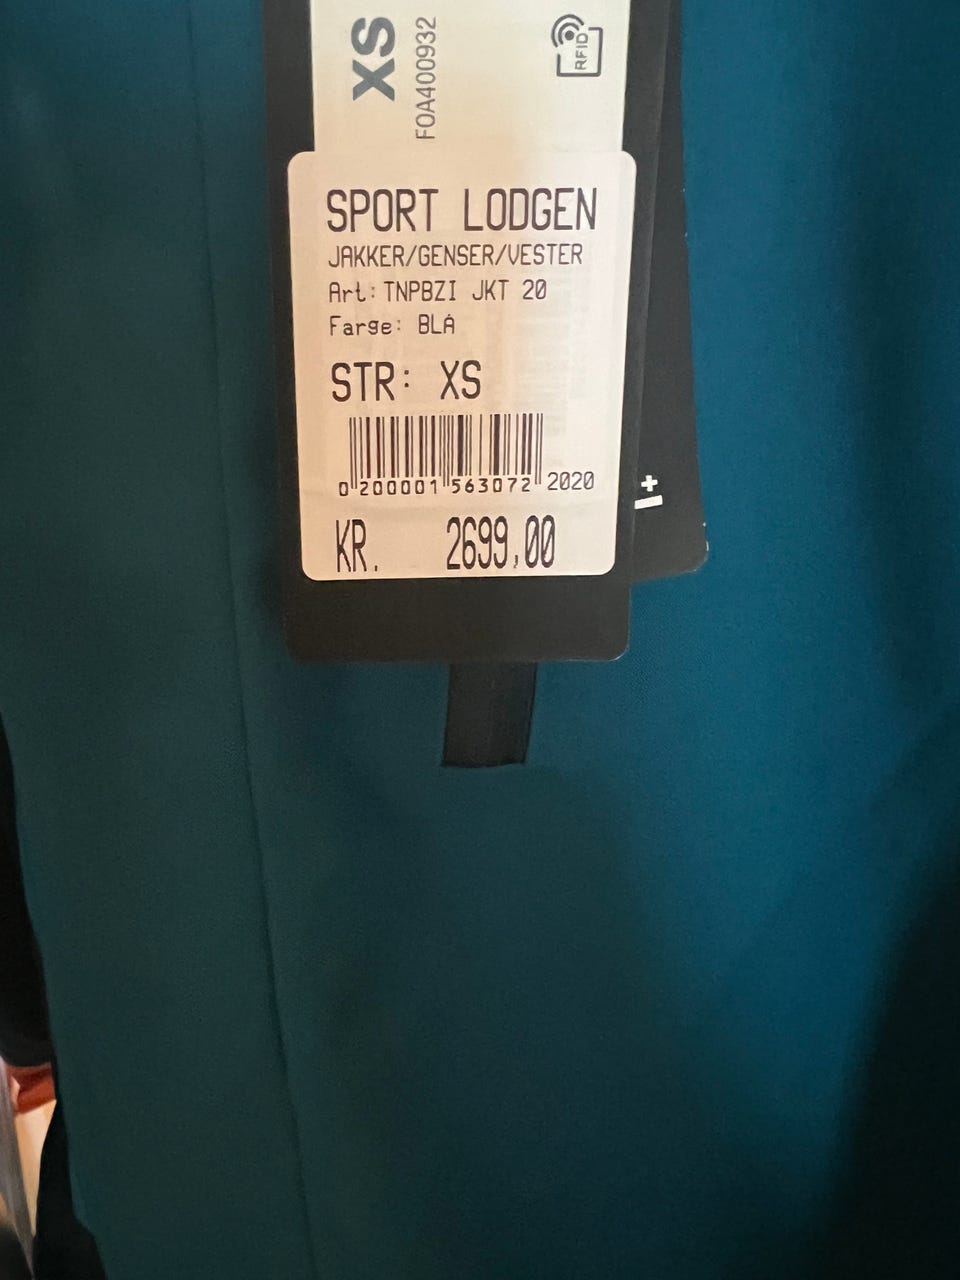 XS
FOA400932
RFID
SPORT LODGEN
JAKKER/GENSER/VESTER
Art: TNPBZI JKT 20
Farge: BLÅ
STR: XS
0 200001 563072 2020
KR. 2699,00